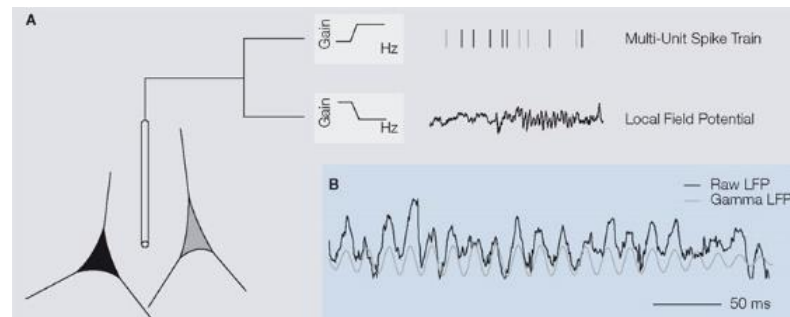 A
Gain
Hz
Multi-Unit Spike Train
Gain
Hz
Local Field Potential
B
Raw LFP
Gamma LFP
50 ms